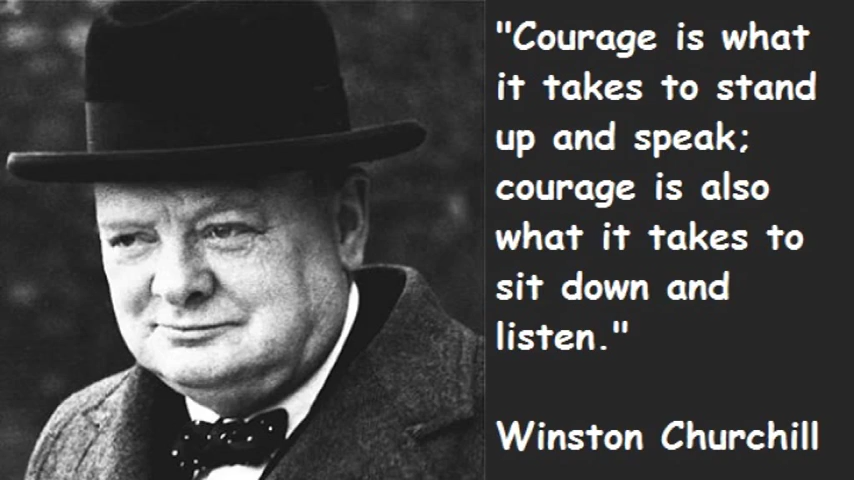 "Courage is what
it takes to stand
up and speak;
courage is also
what it takes to
sit down and
listen."
Winston Churchill